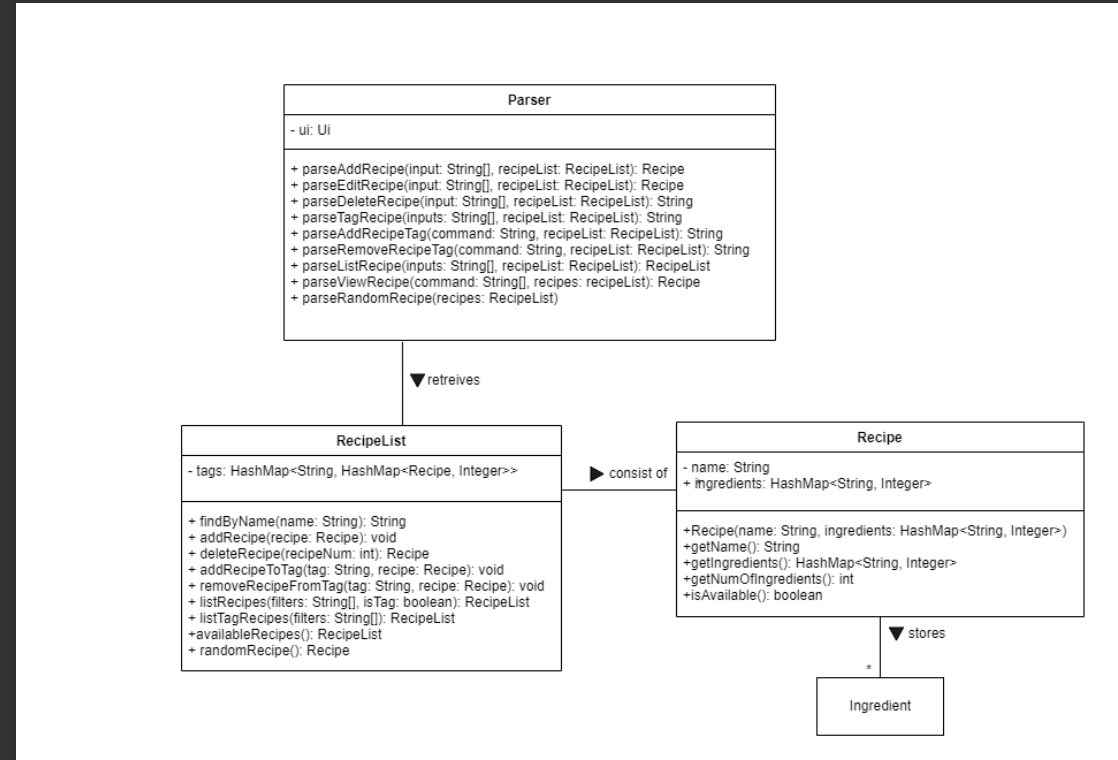 Parser
- ui: Ui
+ parseAddRecipe(input: String[], recipeList: RecipeList): Recipe
+ parseEditRecipe(input: String[], recipeList: RecipeList): Recipe
+ parseDeleteRecipe(input: String[], recipeList: RecipeList): String
+ parseTagRecipe(inputs: String[], recipeList: RecipeList): String
+ parseAddRecipeTag(command: String, recipeList: RecipeList): String
+ parseRemoveRecipeTag(command: String, recipeList: RecipeList): String
+ parseListRecipe(inputs: String[], recipeList: RecipeList): RecipeList
+ parseViewRecipe(command: String[], recipes: recipeList): Recipe
+ parseRandomRecipe(recipes: RecipeList)
retreives
RecipeList
- tags: HashMap<String, HashMap<Recipe, Integer>>
+ findByName(name: String): String
+ addRecipe(recipe: Recipe): void
+ deleteRecipe(recipeNum: int): Recipe
+ addRecipeToTag(tag: String, recipe: Recipe): void
+ removeRecipeFromTag(tag: String, recipe: Recipe): void
+ listRecipes(filters: String[], isTag: boolean): RecipeList
+ listTagRecipes(filters: String[]): RecipeList
+availableRecipes(): RecipeList
+ randomRecipe(): Recipe
consist of
Recipe
- name: String
+ ingredients: HashMap<String, Integer>
+Recipe(name: String, ingredients: HashMap<String, Integer>)
+getName(): String
+getIngredients(): HashMap<String, Integer>
+getNumOfIngredients(): int
+isAvailable(): boolean
stores
*
Ingredient